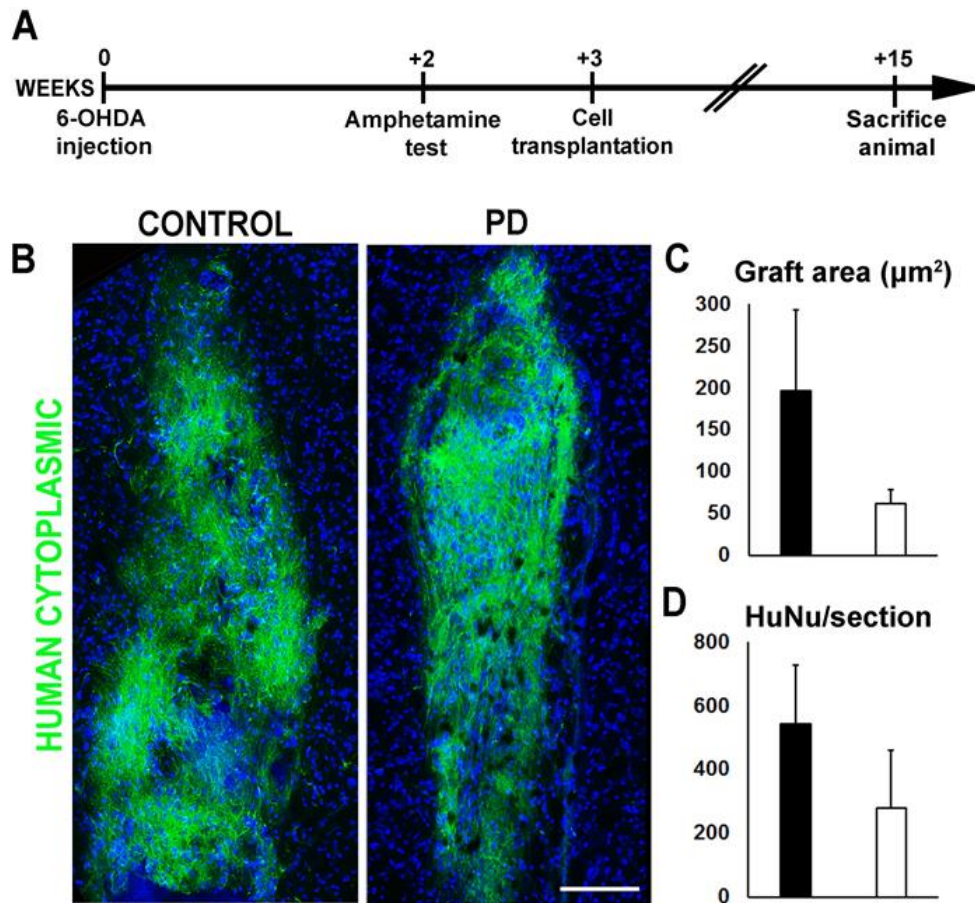 A
0 +2 +3 +15
WEEKS
6-OHDA injection
Amphetamine test
Cell transplantation
Sacrifice animal
CONTROL PD
B
HUMAN CYTOPLASMIC
C
Graft area (µm²)
300
250
200
150
100
50
0
D
HuNu/section
800
600
400
200
0